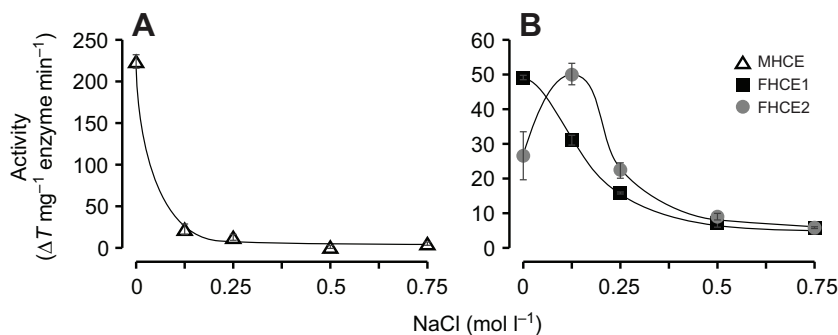 A
B
250
200
150
100
50
0
60
50
40
30
20
10
0
Activity
(ΔT mg⁻¹ enzyme min⁻¹)
MHCE
FHCE1
FHCE2
0 0.25 0.5 0.75
0 0.25 0.5 0.75
NaCl (mol l⁻¹)